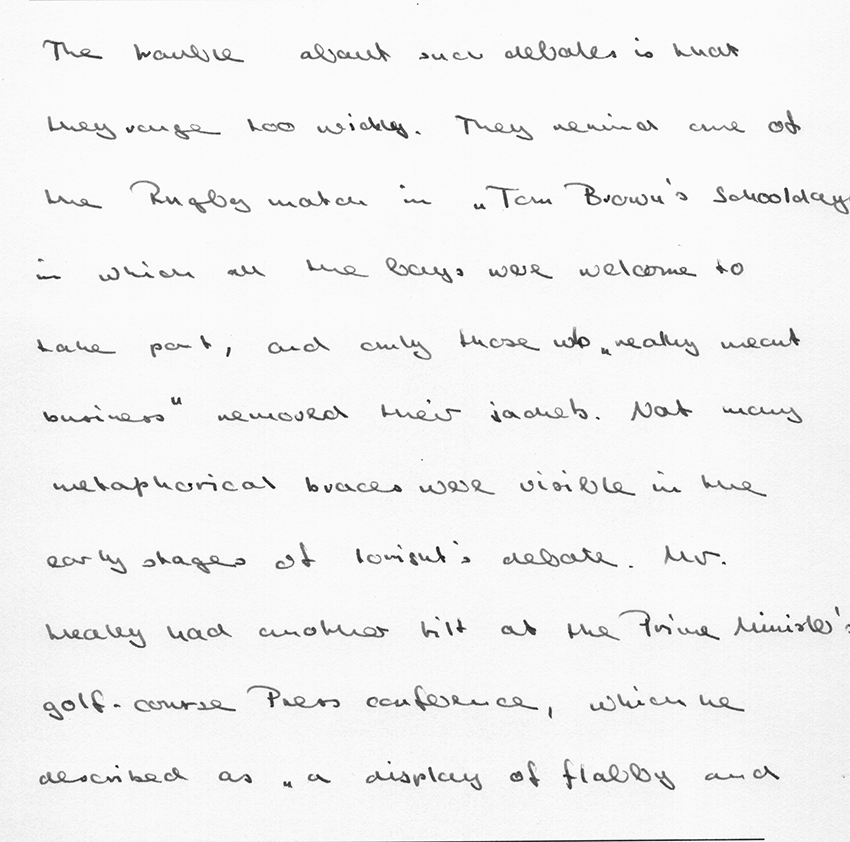 The trouble about such debates is that
they range too widely. They remind one of
the Rugby match in „Tom Brown's Schooldays
in which all the boys were welcome to
take part, and only those who „really meant
business" removed their jackets. Not many
metaphorical braces were visible in the
early stages of tonight's debate. Mr.
Healey had another tilt at the Prime Minister's
golf-course Press conference, which he
described as „a display of flabby and